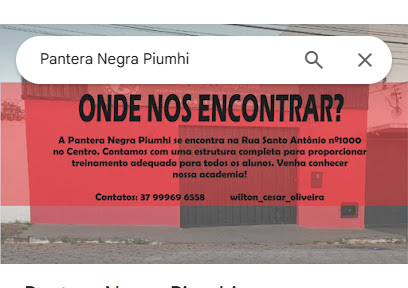 Pantera Negra Piumhi
ONDE NOS ENCONTRAR?
A Pantera Negra Piumhi se encontra na Rua Santo Antônio nº1000
no Centro. Contamos com uma estrutura completa para proporcionar
treinamento adequado para todos os alunos. Venha conhecer
nossa academia!
Contatos: 37 99969 6558 wilton_cesar_oliveira